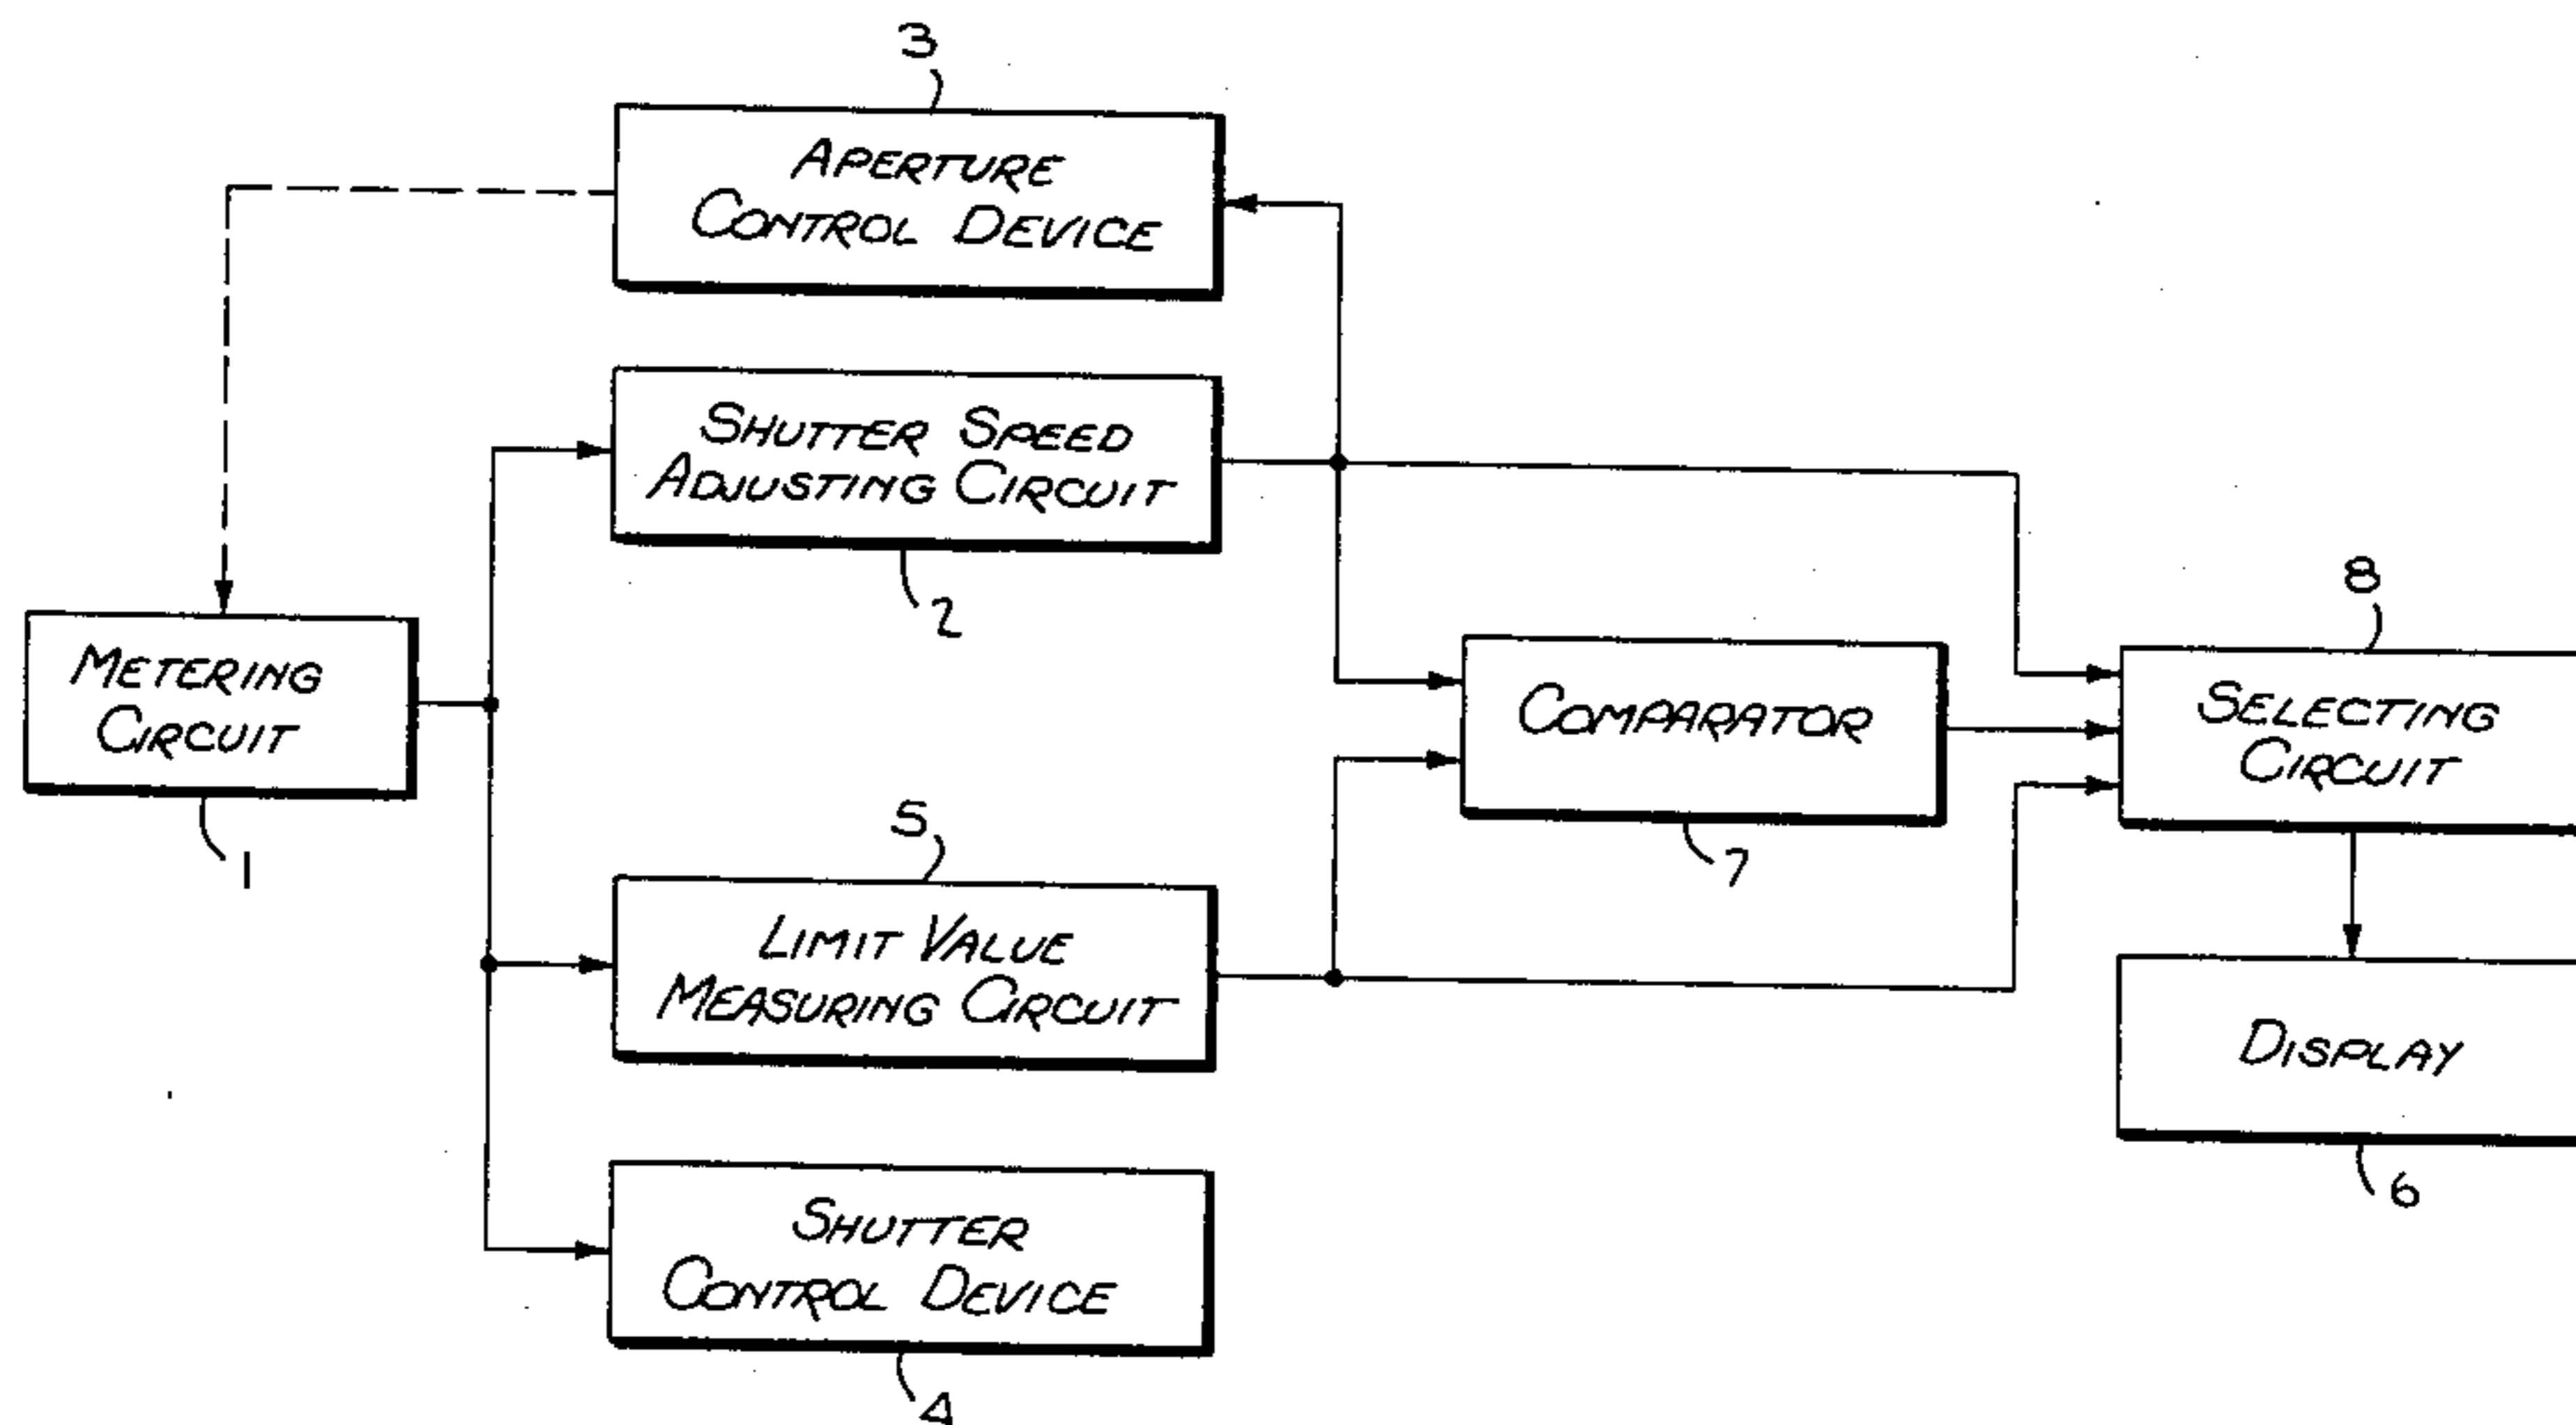 3
APERTURE
CONTROL DEVICE
SHUTTER SPEED
ADJUSTING CIRCUIT
2
METERING
CIRCUIT
1
COMPARATOR
7
8
SELECTING
CIRCUIT
5
LIMIT VALUE
MEASURING CIRCUIT
DISPLAY
6
SHUTTER
CONTROL DEVICE
4